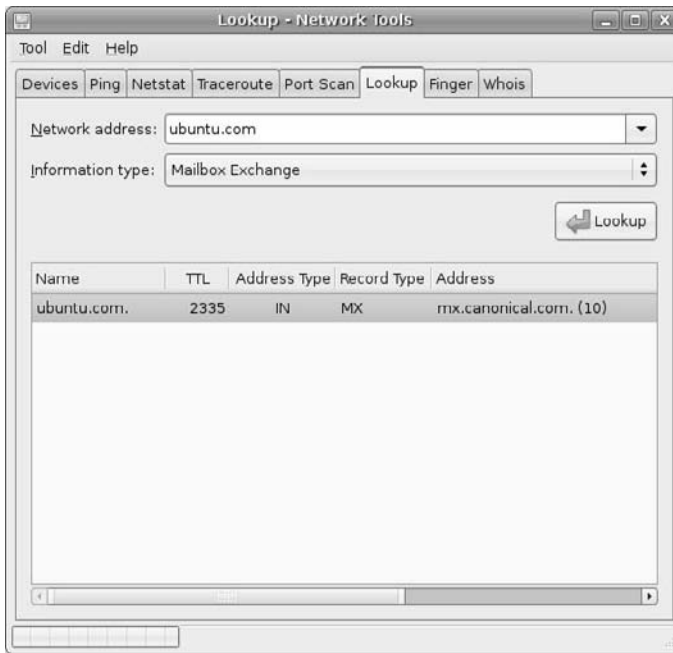 Lookup - Network Tools
Tool Edit Help
Devices Ping Netstat Traceroute Port Scan Lookup Finger Whois
Network address: ubuntu.com
Information type: Mailbox Exchange
Lookup
Name TTL Address Type Record Type Address
ubuntu.com. 2335 IN MX mx.canonical.com. (10)